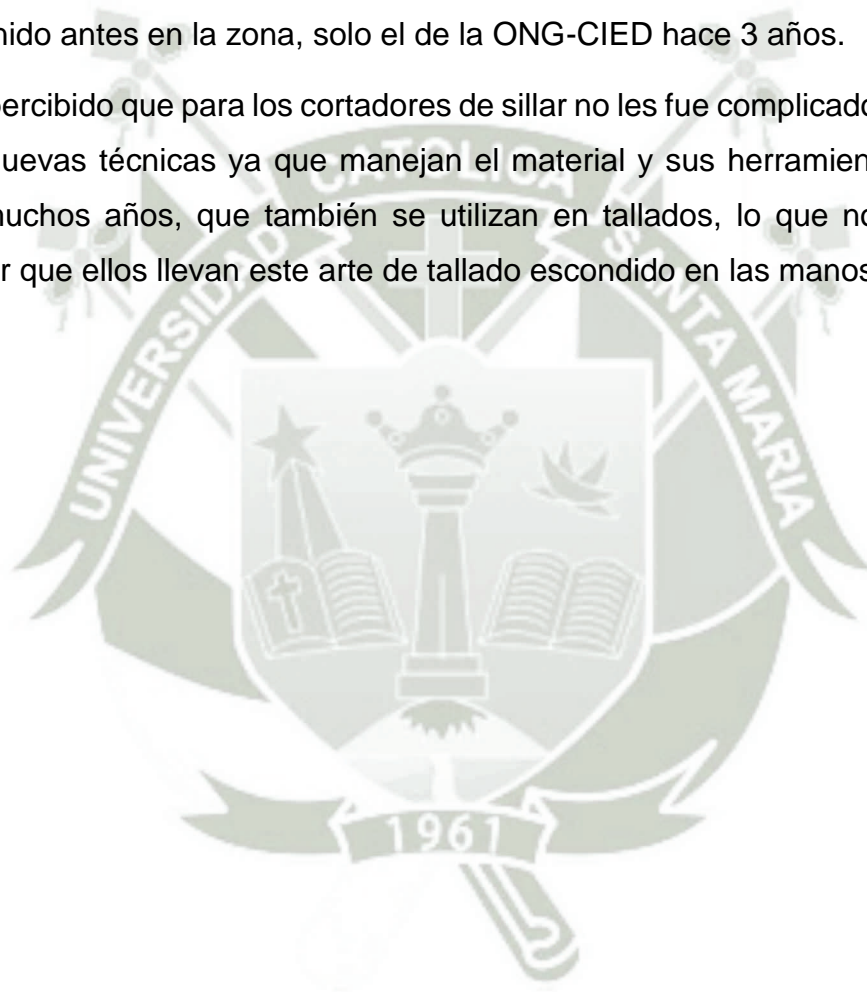 nido antes en la zona, solo el de la ONG-CIED hace 3 años.
percibido que para los cortadores de sillar no les fue complicado
uevas técnicas ya que manejan el material y sus herramien
nuchos años, que también se utilizan en tallados, lo que no
r que ellos llevan este arte de tallado escondido en las manos
UNIVERSIDAD CATOLICA SANTA MARIA
1961